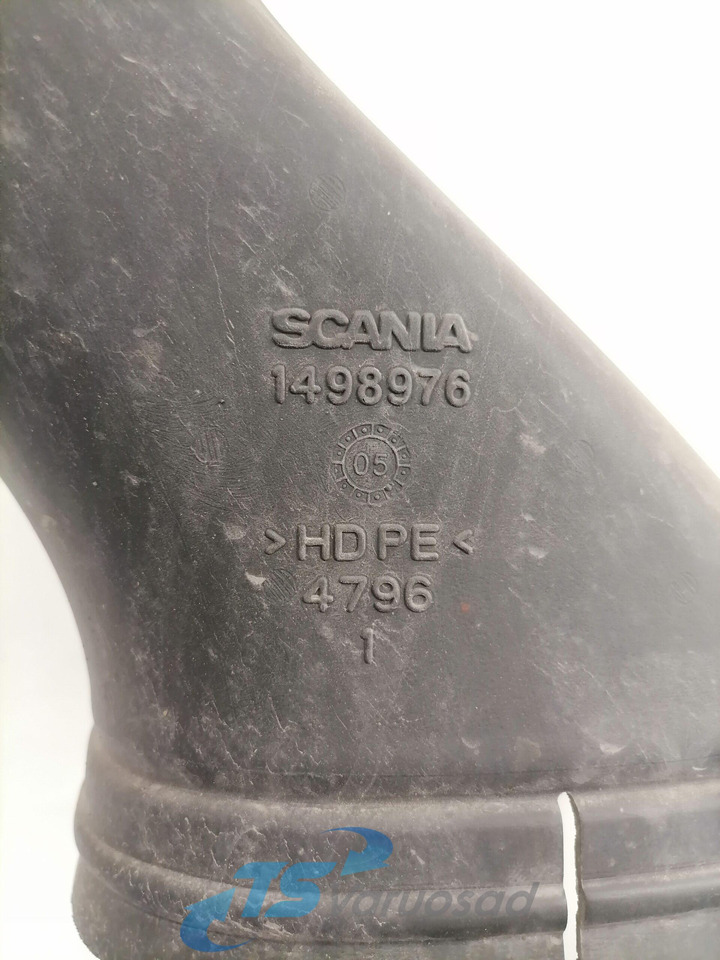 SCANIA
1498976
05
>HDPE<
4796
1
TS
varuosad